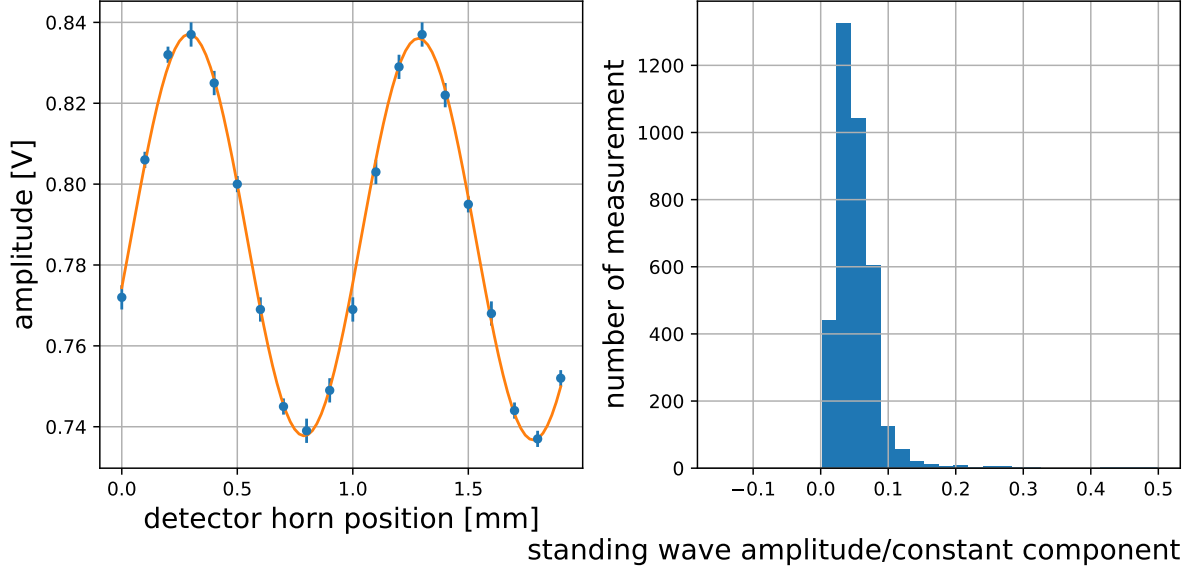 amplitude [V]
0.84
0.82
0.80
0.78
0.76
0.74
0.0 0.5 1.0 1.5
detector horn position [mm]
number of measurement
1200
1000
800
600
400
200
0
−0.1 0.0 0.1 0.2 0.3 0.4 0.5
standing wave amplitude/constant component